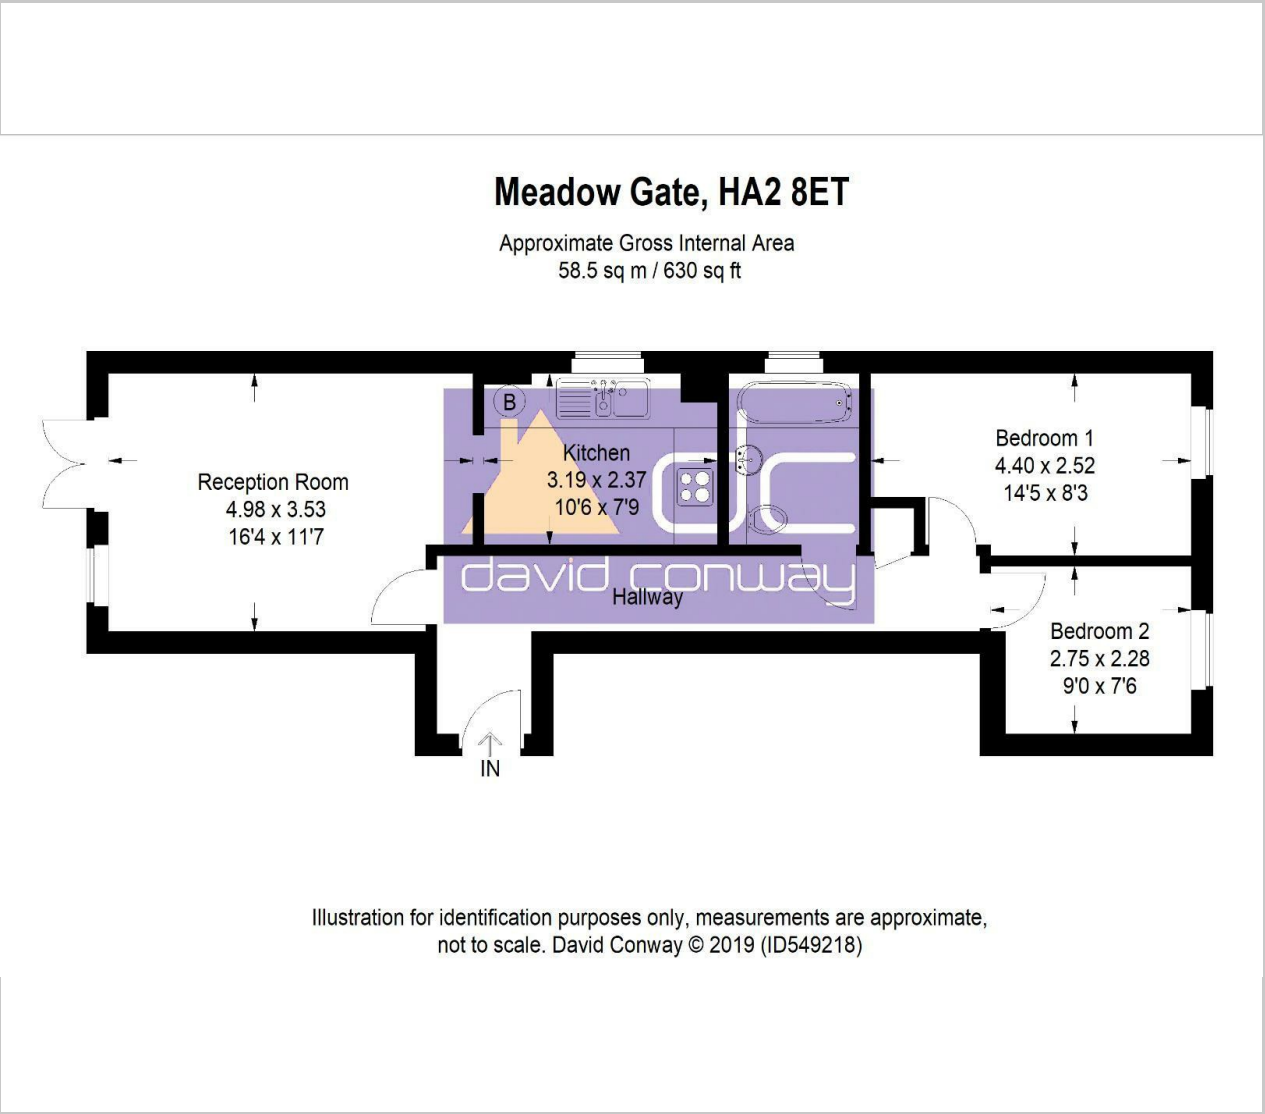 Meadow Gate, HA2 8ET
Approximate Gross Internal Area
58.5 sq m / 630 sq ft
B
Kitchen
3.19 x 2.37
10'6 x 7'9
Reception Room
4.98 x 3.53
16'4 x 11'7
Bedroom 1
4.40 x 2.52
14'5 x 8'3
dc
david conway
Hallway
Bedroom 2
2.75 x 2.28
9'0 x 7'6
IN
Illustration for identification purposes only, measurements are approximate,
not to scale. David Conway © 2019 (ID549218)